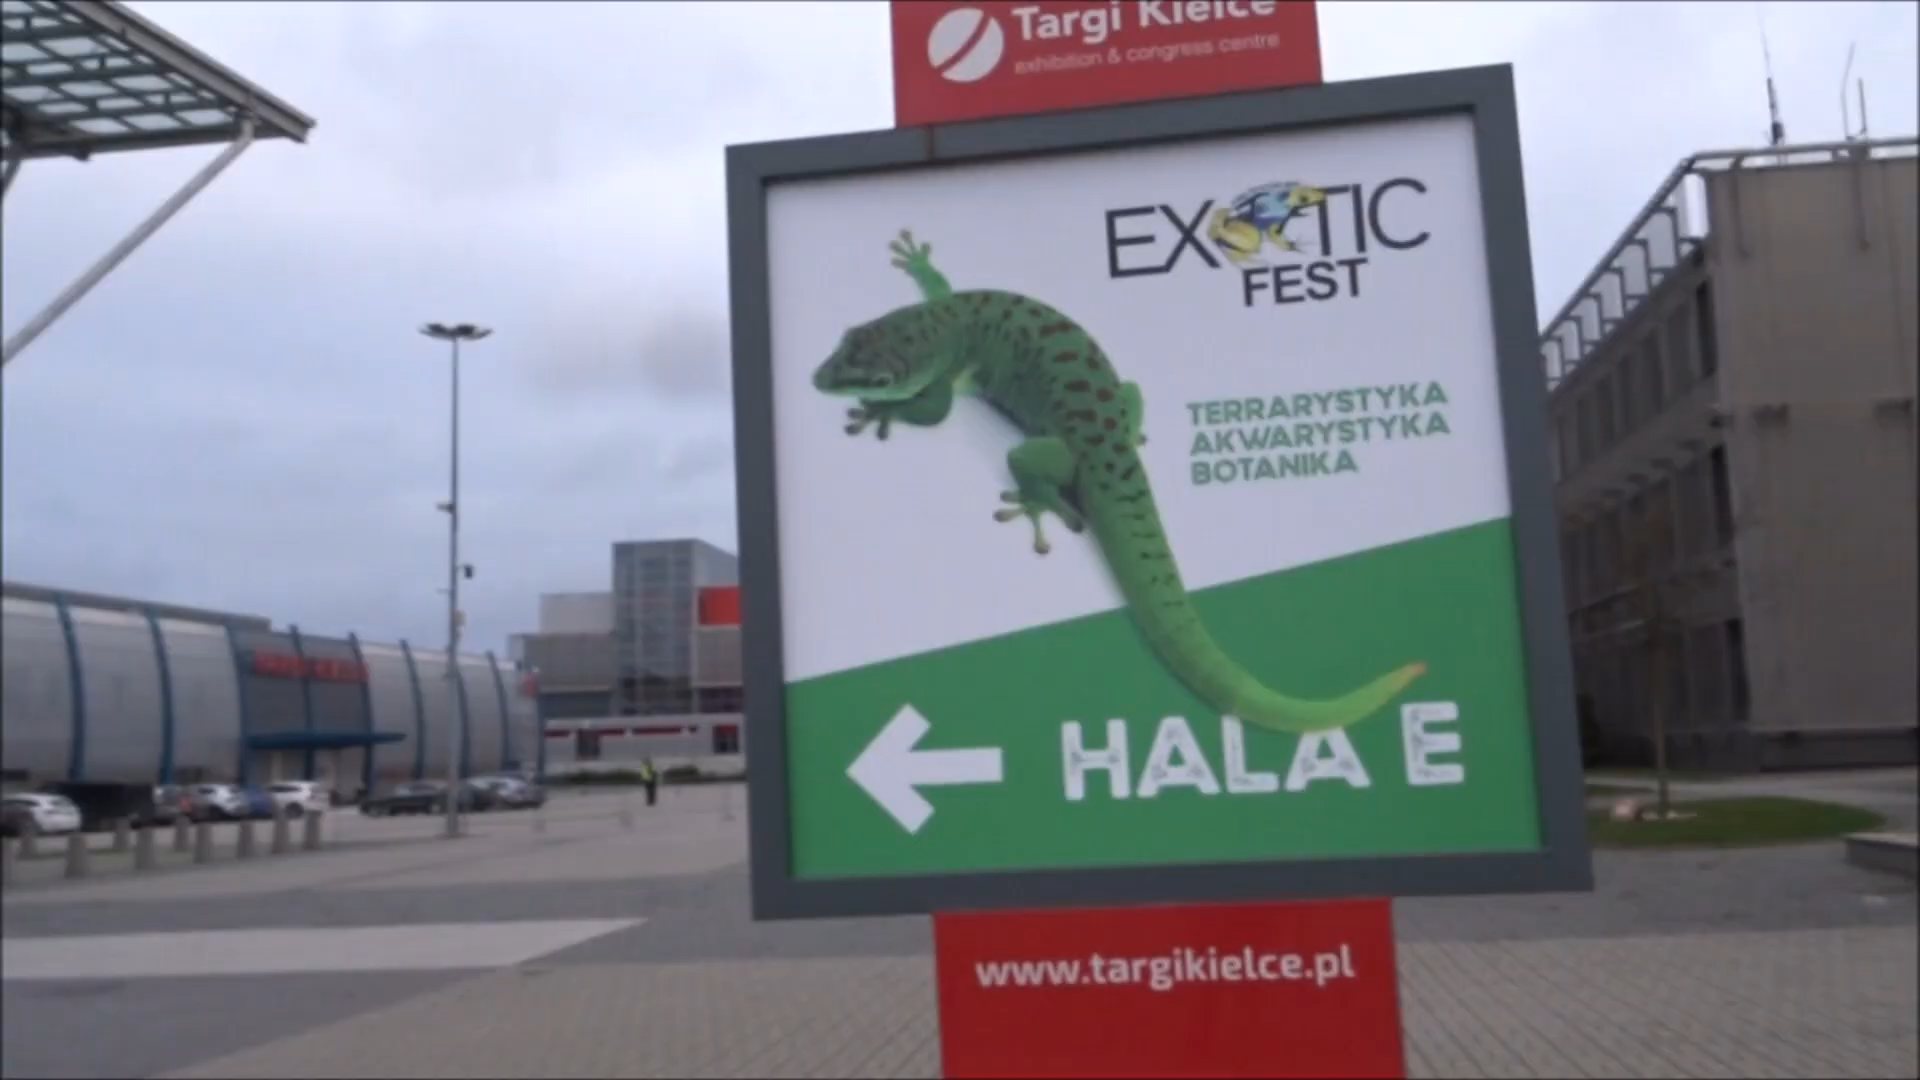 Targi Kielce
exhibition & congress centre
EXOTIC
FEST
TERRARYSTYKA
AKWARYSTYKA
BOTANIKA
HALA E
www.targikielce.pl